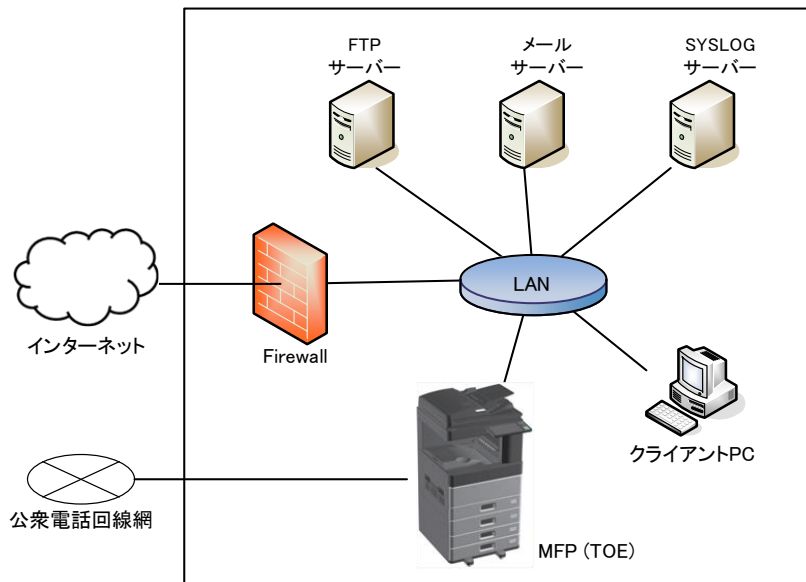 FTP
サーバー
メール
サーバー
SYSLOG
サーバー
LAN
インターネット
Firewall
クライアントPC
公衆電話回線網
MFP (TOE)